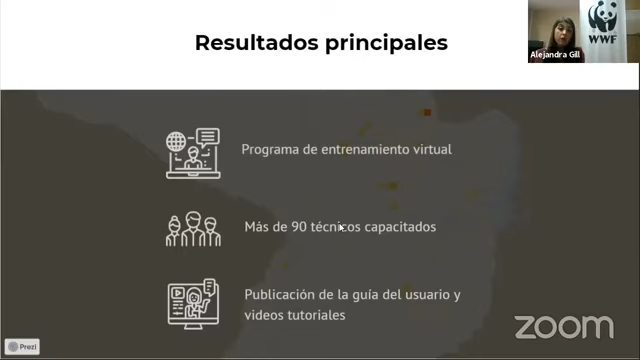 Resultados principales
WWF
Alejandra Gill
Programa de entrenamiento virtual
Más de 90 técnicos capacitados
Publicación de la guía del usuario y
videos tutoriales
Prezi
zoom